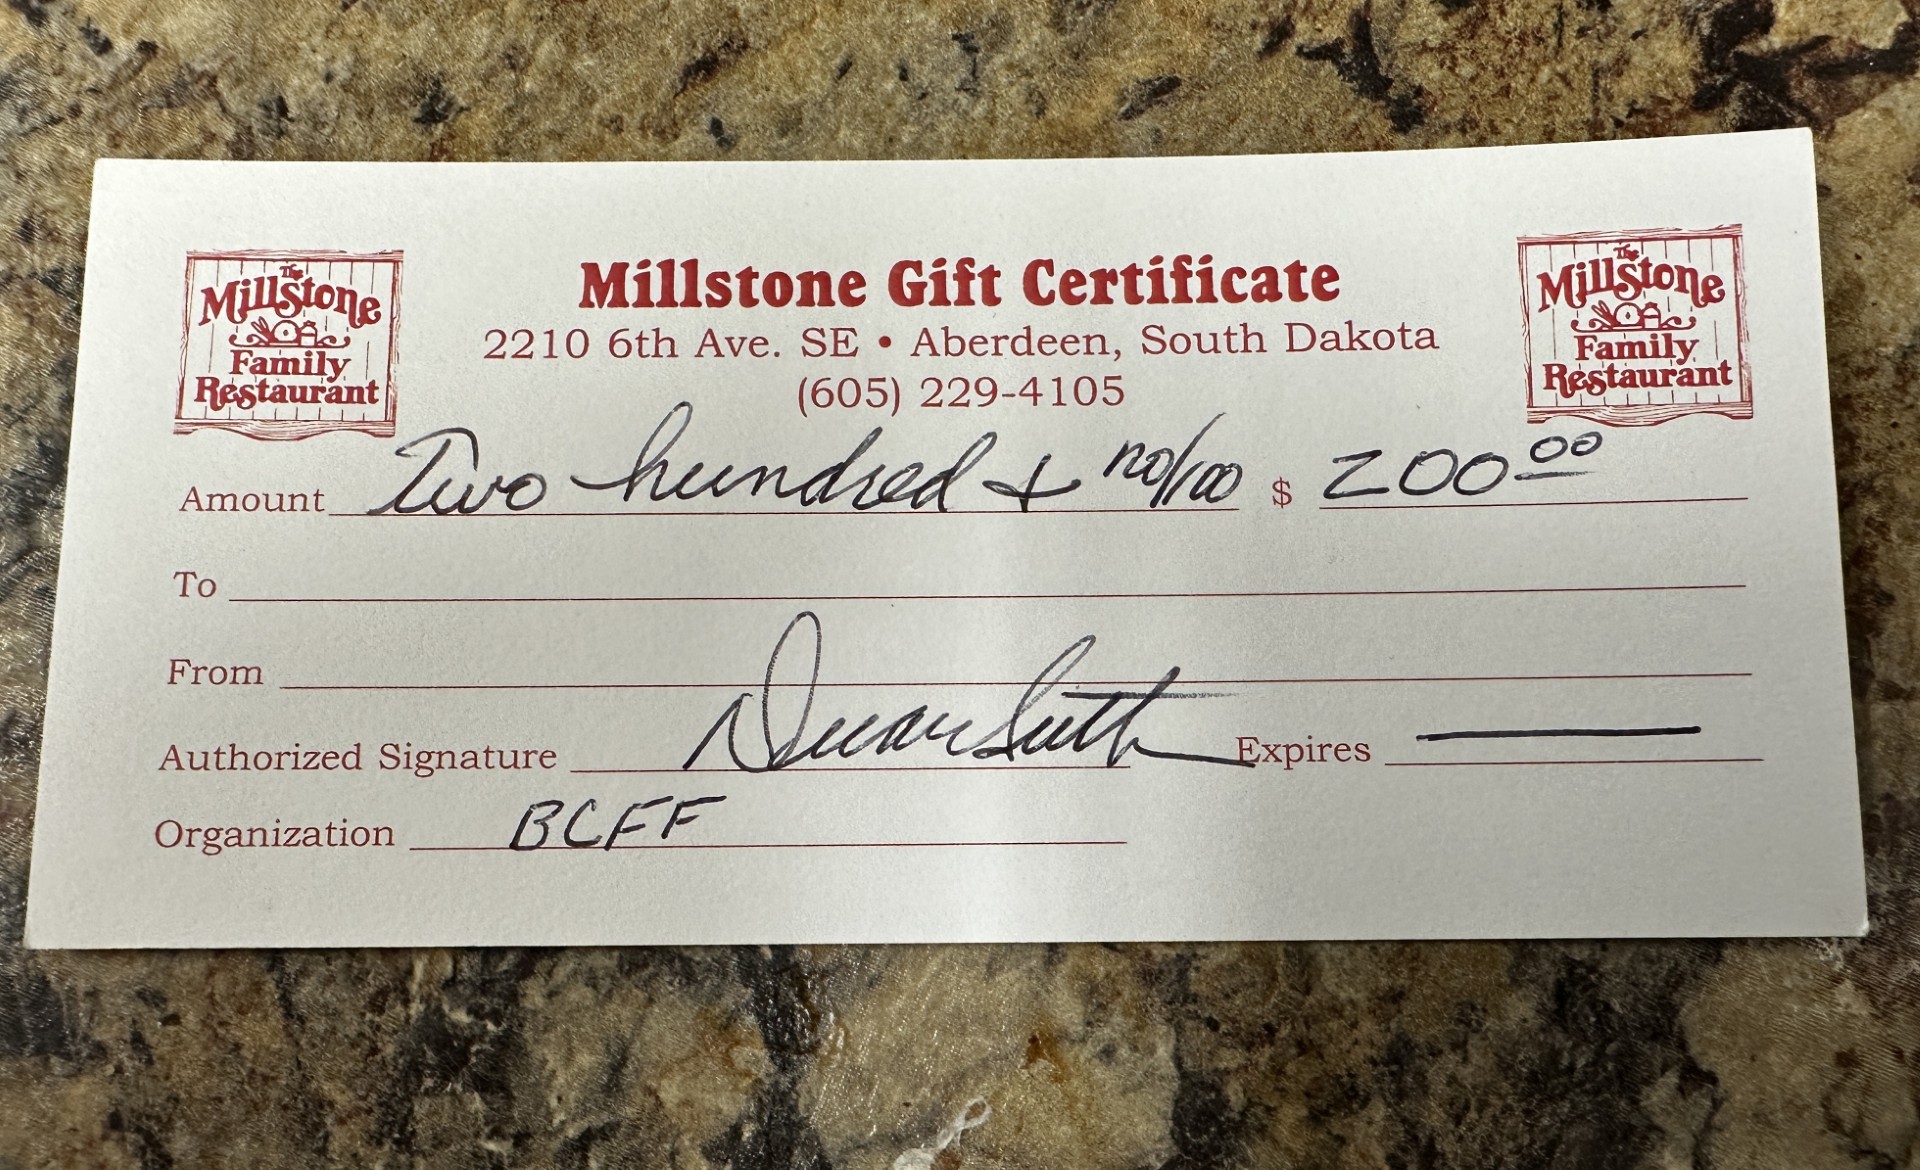 The
Millstone
Family
Restaurant
Millstone Gift Certificate
2210 6th Ave. SE • Aberdeen, South Dakota
(605) 229-4105
The
Millstone
Family
Restaurant
Amount Two hundred + no/100 $ 200.00
To
From
Authorized Signature Expires
Organization BCFF